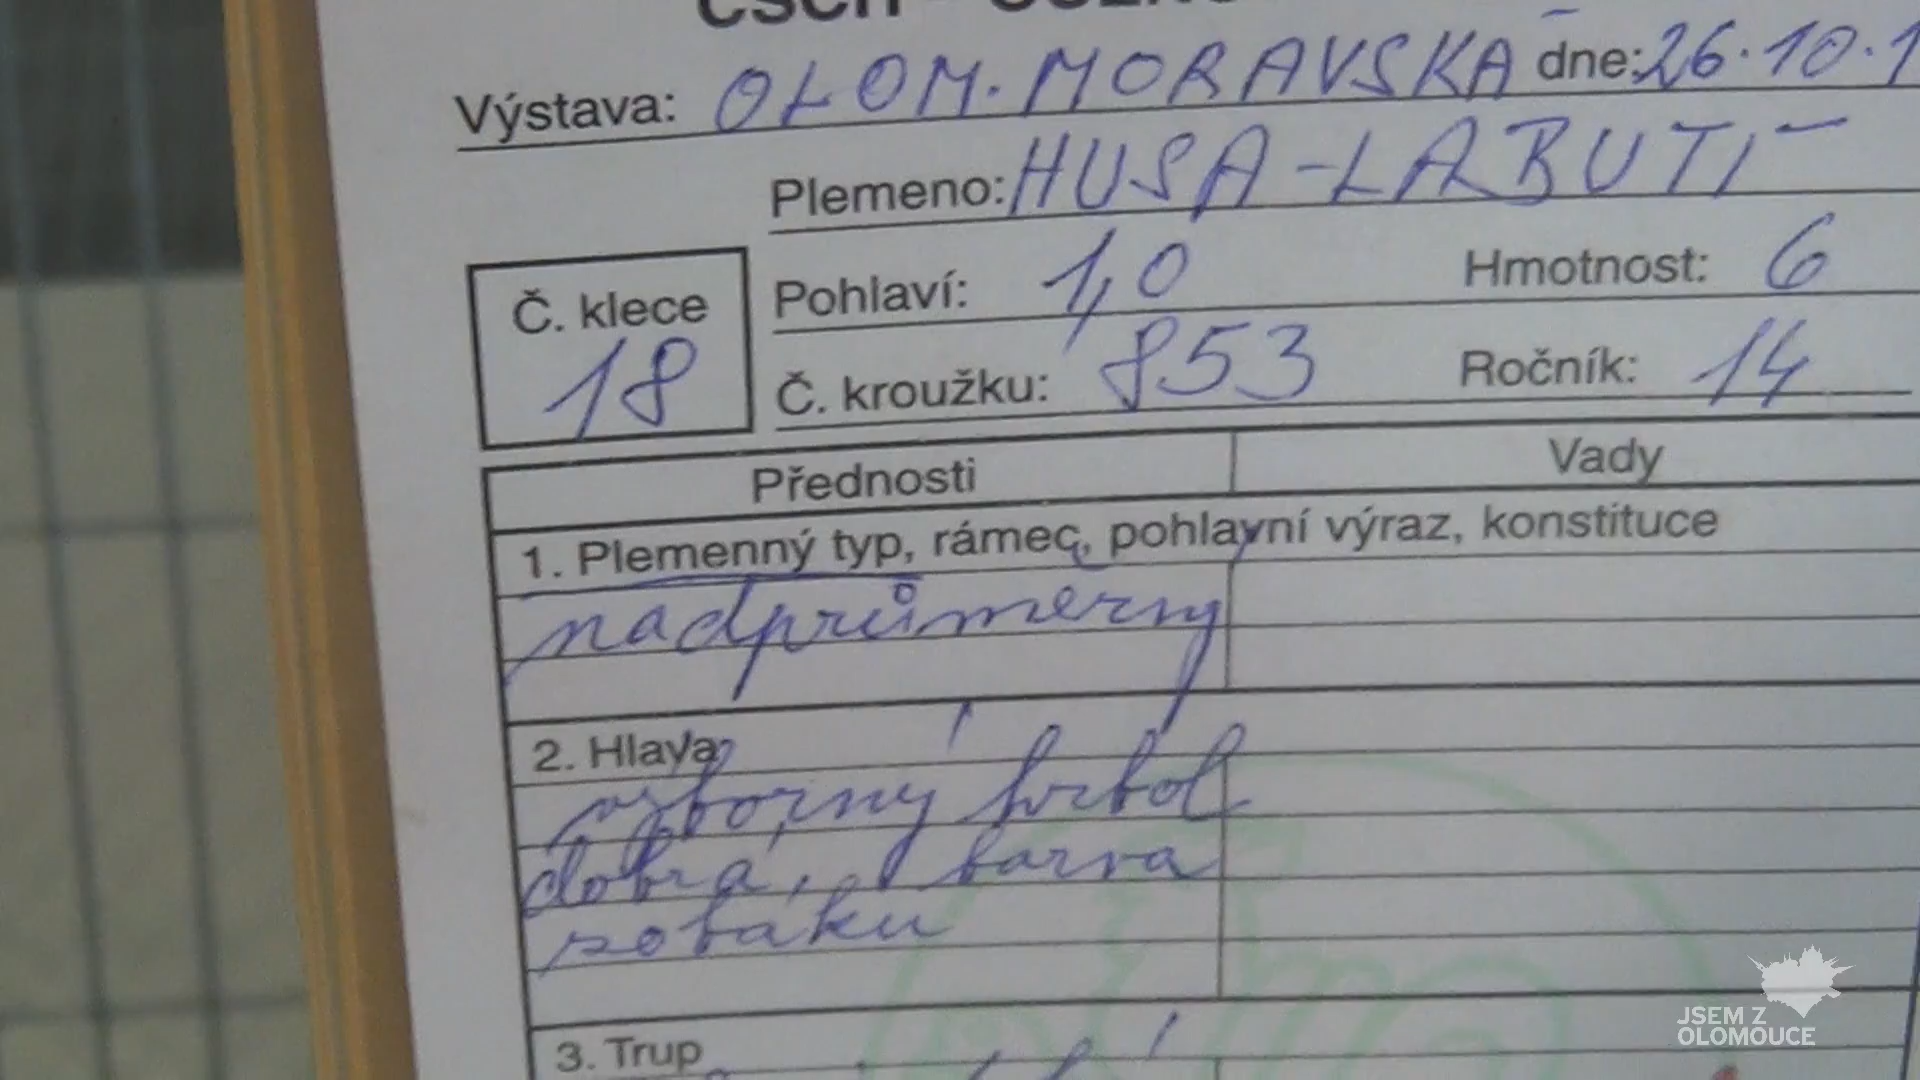 Výstava: OLOM. MORAVSKÁ dne: 26.10.1
Plemeno: HUSA-LABUTÍ
Pohlaví: 1,0 Hmotnost: 6
Č. klece
18
Č. kroužku: 853 Ročník: 14
Přednosti Vady
1. Plemenný typ, rámec, pohlavní výraz, konstituce
nadprůměrný
2. Hlava
výborný hrbol
dobrá, barva
zobáku
3. Trup
JSEM Z
OLOMOUCE